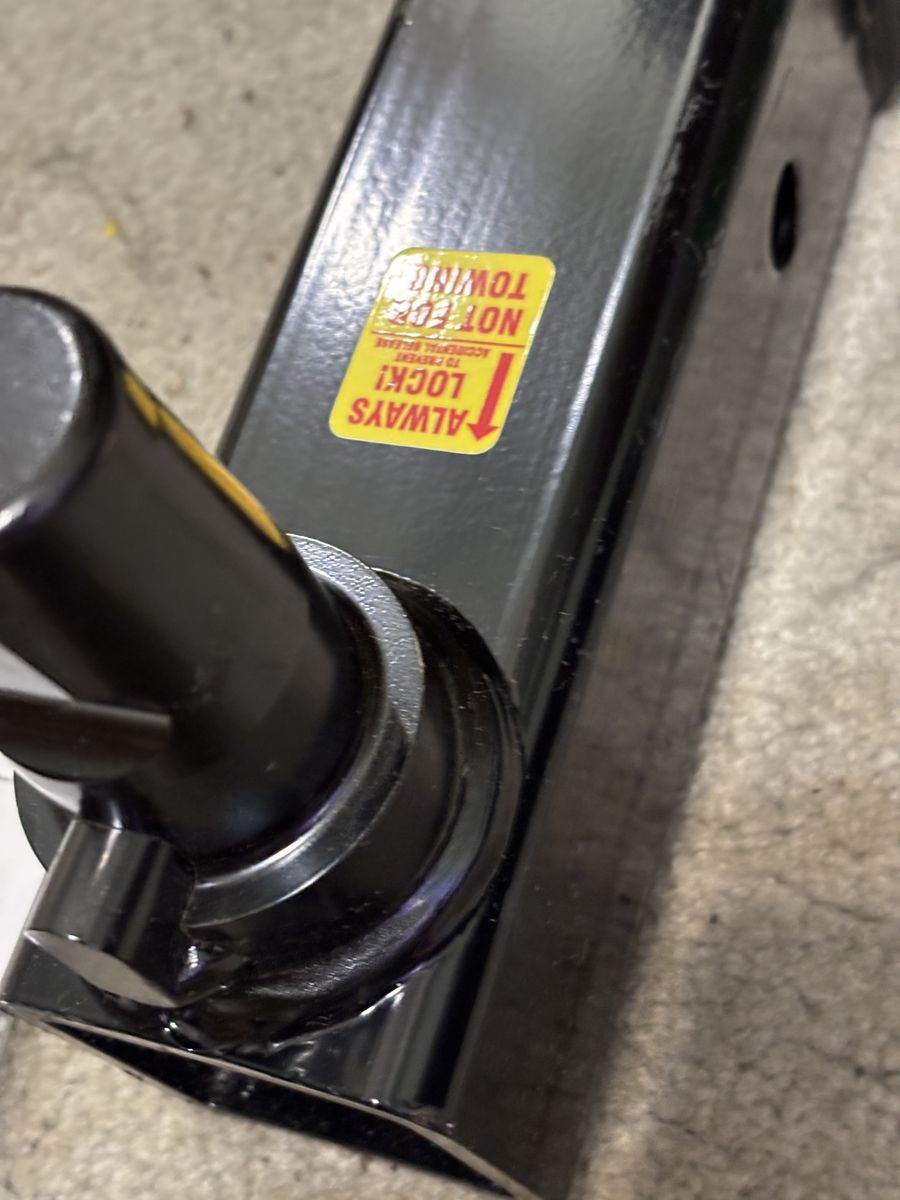 ALWAYS
LOCK!
TO PREVENT
ACCIDENTAL RELEASE
NOT FOR
TOWING